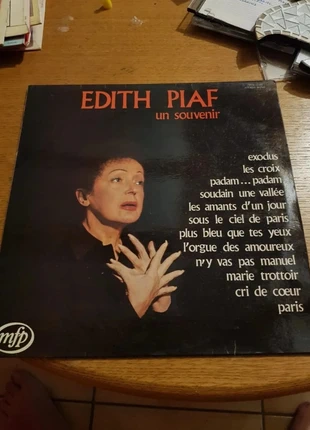 EDITH PIAF
un souvenir
exodus
les croix
padam...padam
soudain une vallée
les amants d'un jour
sous le ciel de paris
plus bleu que tes yeux
l'orgue des amoureux
n'y vas pas manuel
marie trottoir
cri de cœur
paris
mfp